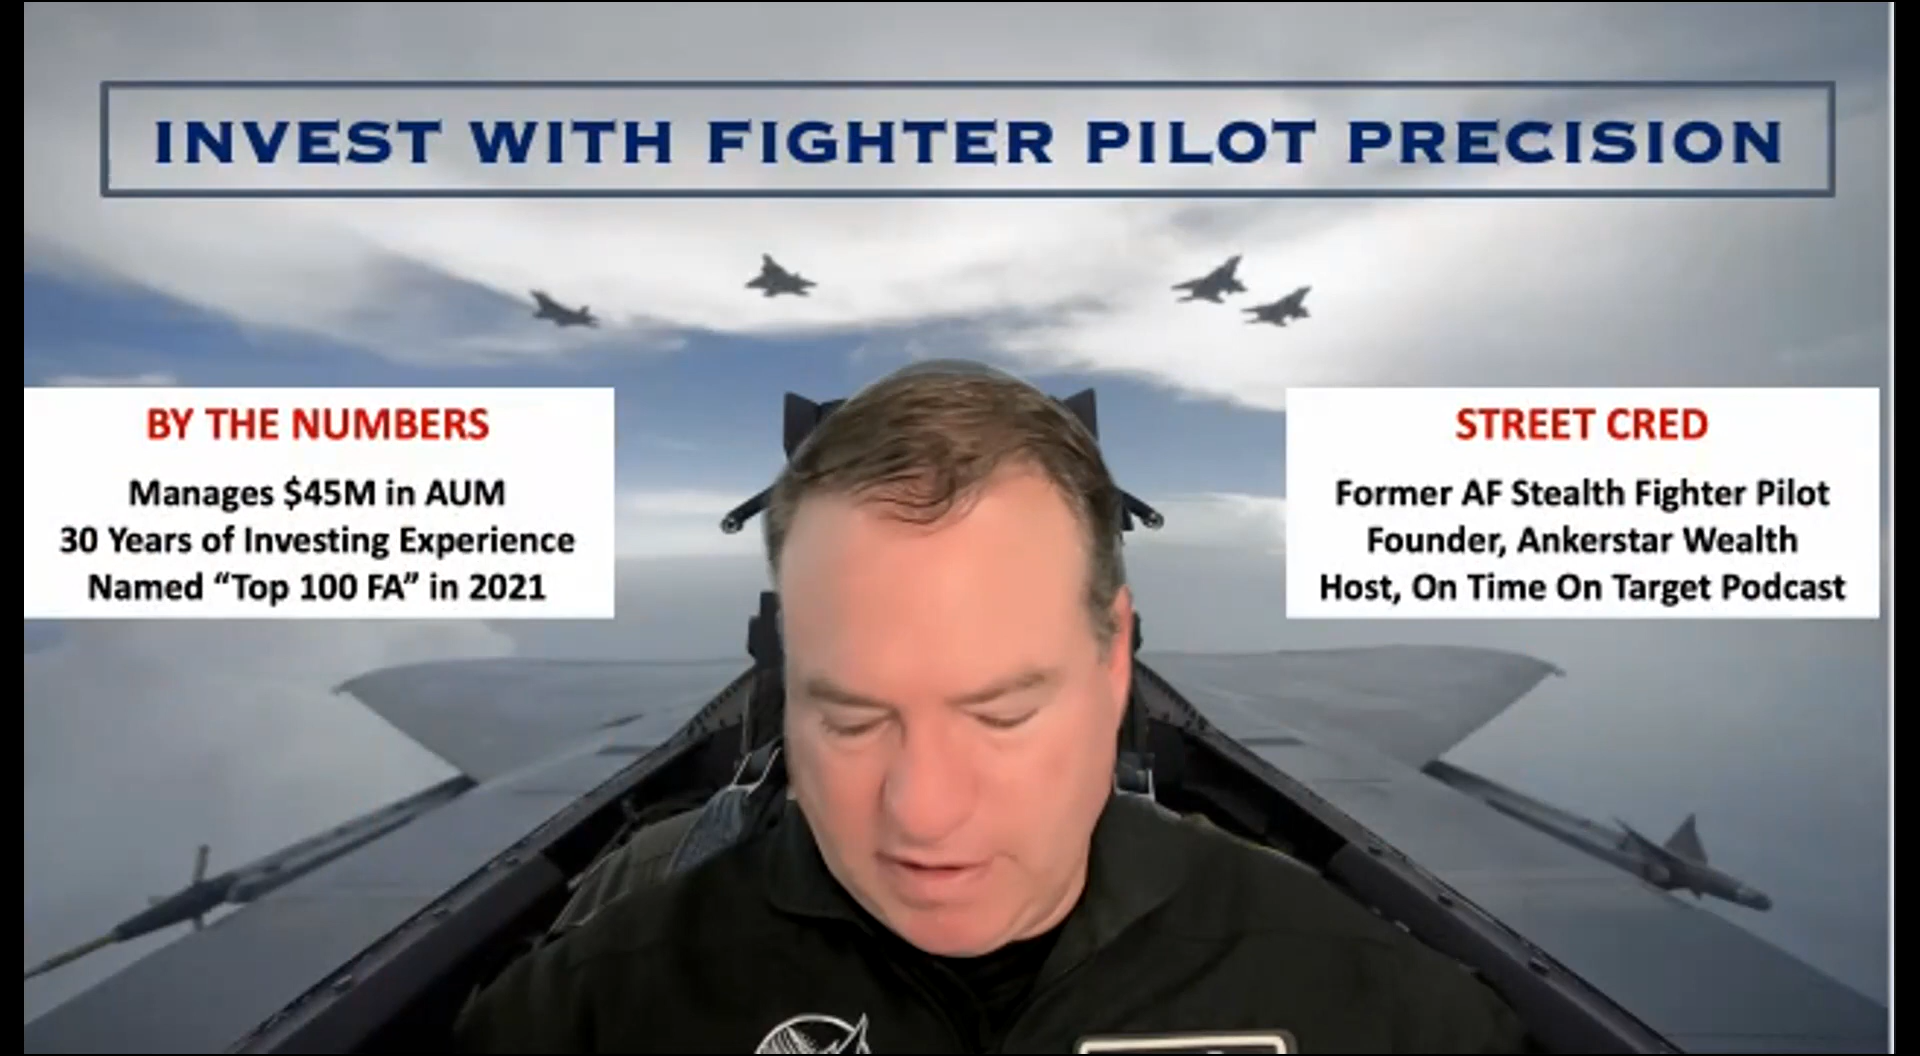 INVEST WITH FIGHTER PILOT PRECISION
BY THE NUMBERS
Manages $45M in AUM
30 Years of Investing Experience
Named “Top 100 FA” in 2021
STREET CRED
Former AF Stealth Fighter Pilot
Founder, Ankerstar Wealth
Host, On Time On Target Podcast